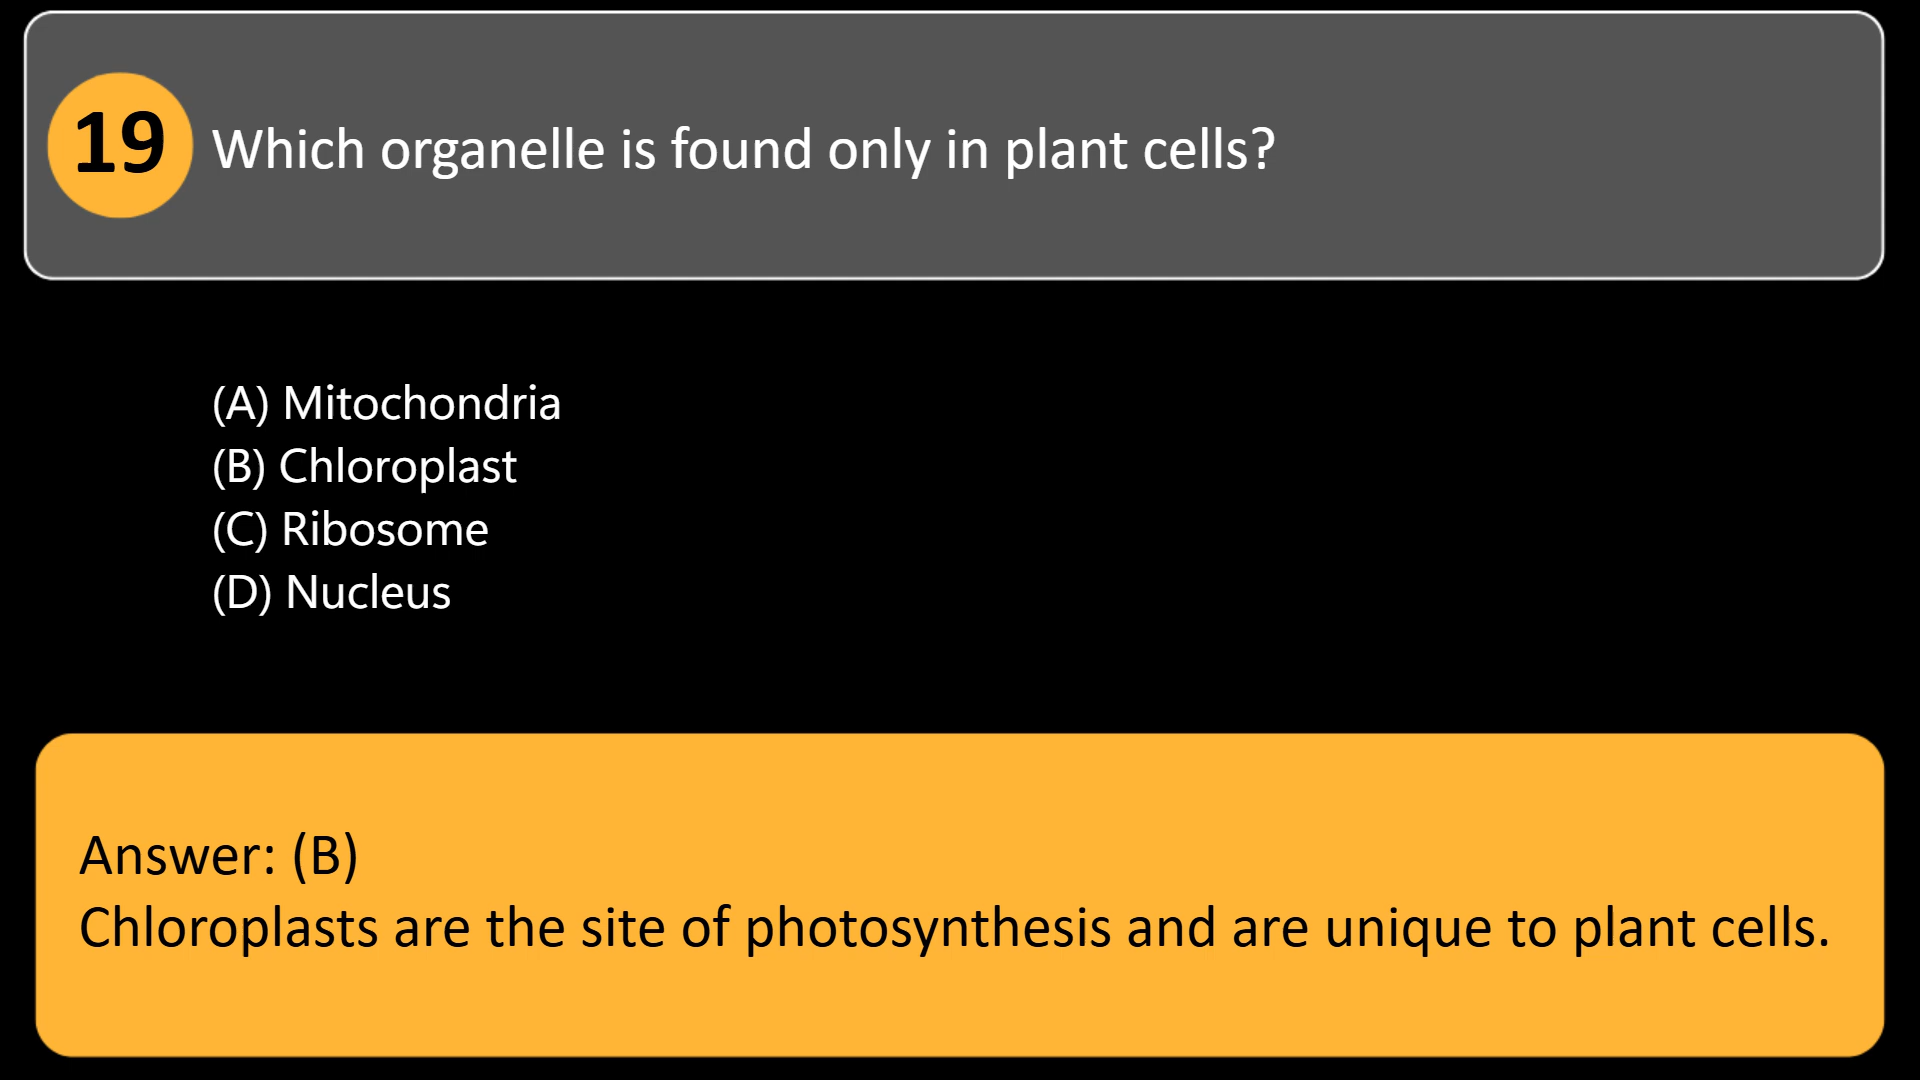 19
Which organelle is found only in plant cells?
(A) Mitochondria
(B) Chloroplast
(C) Ribosome
(D) Nucleus
Answer: (B)
Chloroplasts are the site of photosynthesis and are unique to plant cells.